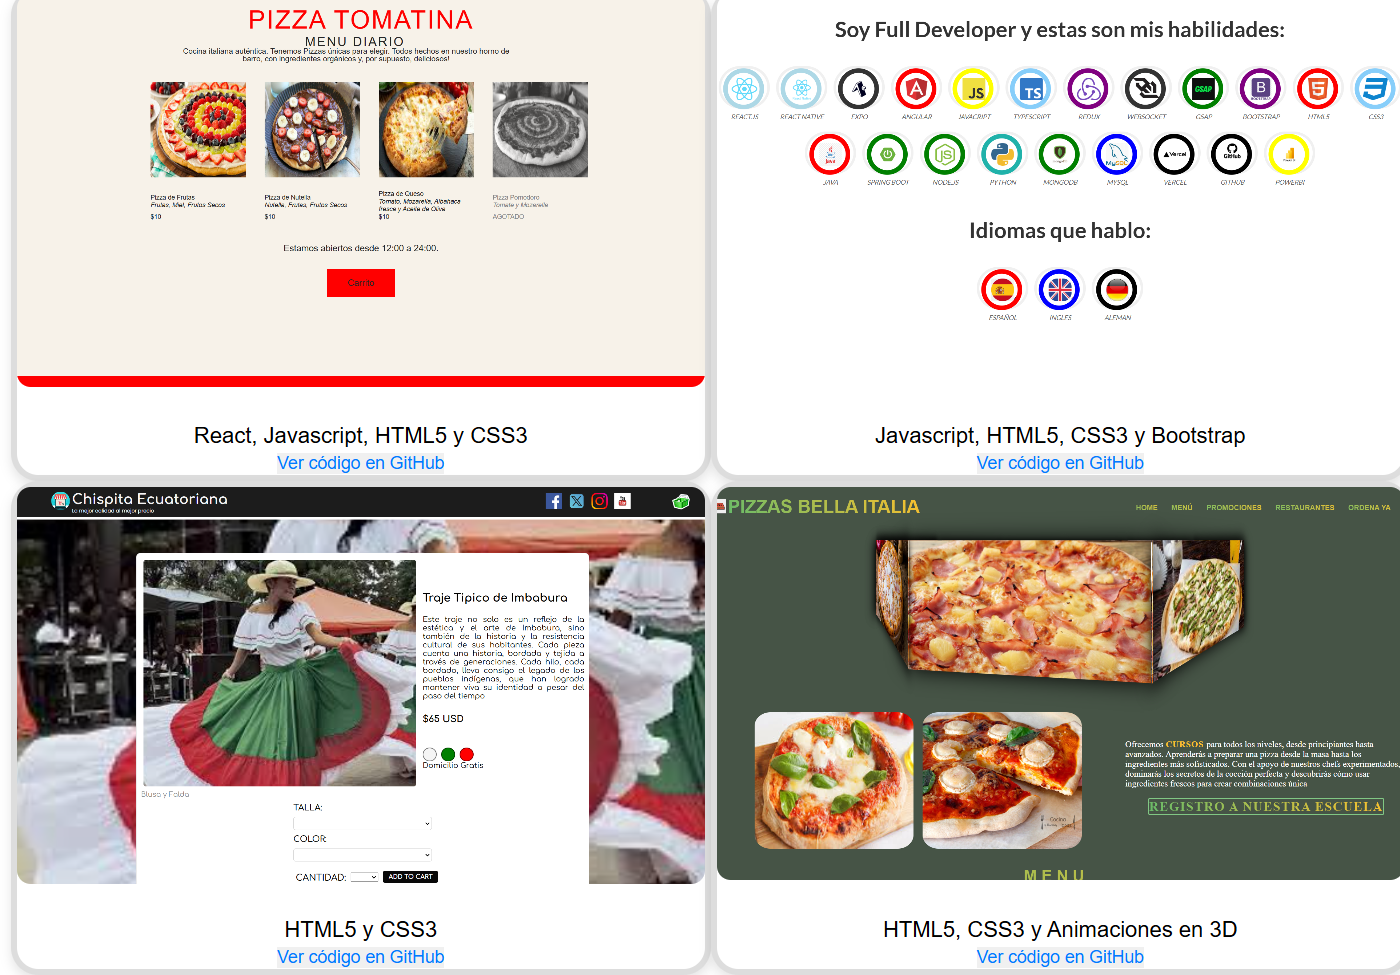 PIZZA TOMATINA
MENU DIARIO
Cocina italiana auténtica. Tenemos Pizzas únicas para elegir. Todos hechos en nuestro horno de
barro, con ingredientes orgánicos y, por supuesto, deliciosos!
Pizza de Frutas
Frutas, Miel, Frutos Secos
$10
Pizza de Nutella
Nutella, Frutas, Frutos Secos
$10
Pizza de Queso
Tomato, Mozarella, Albahaca
fresca y Aceite de Oliva
$10
Pizza Pomodoro
Tomate y Mozarella
AGOTADO
Estamos abiertos desde 12:00 a 24:00.
Carrito
React, Javascript, HTML5 y CSS3
Ver código en GitHub
Soy Full Developer y estas son mis habilidades:
JS
TS
GSAP
B
BOOTSTRAP
REACTJS
REACT NATIVE
EXPO
ANGULAR
JAVACRIPT
TYPESCRIPT
REDUX
WEBSOCKET
GSAP
BOOTSTRAP
HTML5
CSS3
Java
MySQL
Vercel
GitHub
JAVA
SPRING BOOT
NODEJS
PYTHON
MONGODB
MYSQL
VERCEL
GITHUB
POWERBI
Idiomas que hablo:
ESPAÑOL
INGLES
ALEMAN
Javascript, HTML5, CSS3 y Bootstrap
Ver código en GitHub
Chispita Ecuatoriana
La mejor calidad al mejor precio
Traje Tipico de Imbabura
Este traje no solo es un reflejo de la
estética y el arte de Imbabura, sino
también de la historia y la resistencia
cultural de sus habitantes. Cada pieza
cuenta una historia, bordada y tejida a
través de generaciones. Cada hilo, cada
bordado, lleva consigo el legado de los
pueblos indígenas, que han logrado
mantener viva su identidad a pesar del
paso del tiempo.
$65 USD
Domicilio Gratis
Blusa y Falda
TALLA:
COLOR:
CANTIDAD:
ADD TO CART
HTML5 y CSS3
Ver código en GitHub
PIZZAS BELLA ITALIA
HOME
MENÚ
PROMOCIONES
RESTAURANTES
ORDENA YA
Ofrecemos CURSOS para todos los niveles, desde principiantes hasta
avanzados. Aprenderás a preparar una pizza desde la masa hasta los
ingredientes más sofisticados. Con el apoyo de nuestros chefs experimentados,
dominarás los secretos de la cocción perfecta y descubrirás cómo usar
ingredientes frescos para crear combinaciones única
REGISTRO A NUESTRA ESCUELA
MENU
HTML5, CSS3 y Animaciones en 3D
Ver código en GitHub